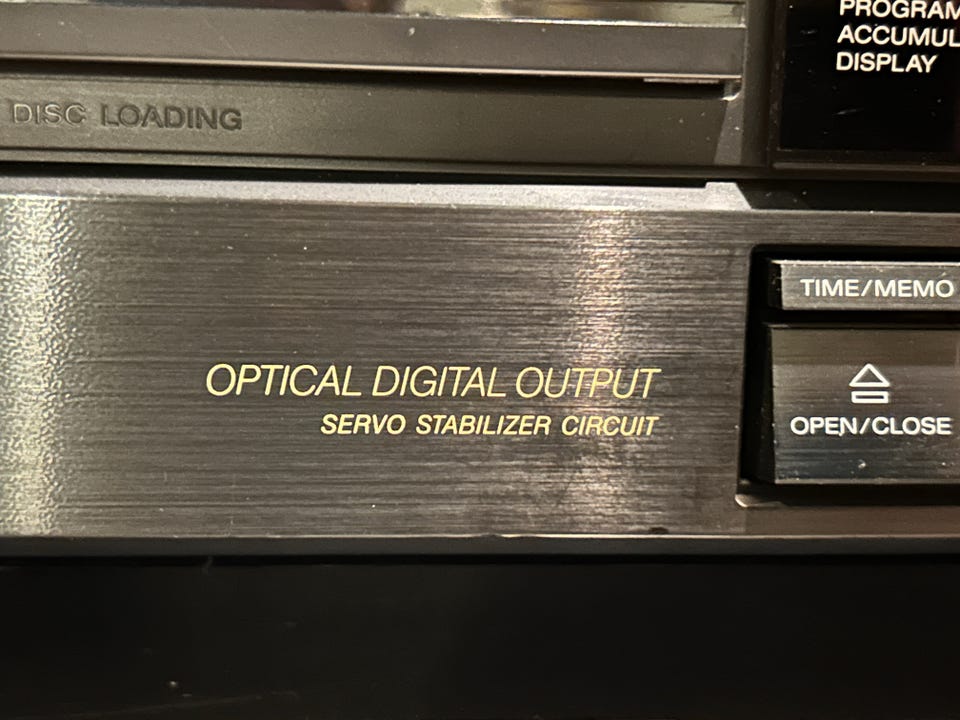 PROGRAM
ACCUMUL
DISPLAY
DISC LOADING
TIME/MEMO
OPTICAL DIGITAL OUTPUT
SERVO STABILIZER CIRCUIT
OPEN/CLOSE